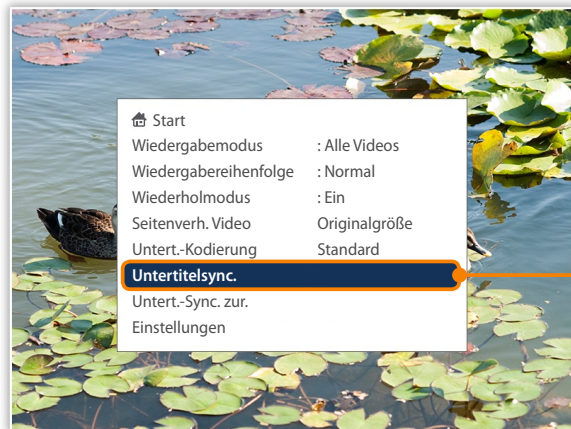 Start
Wiedergabemodus : Alle Videos
Wiedergabereihenfolge : Normal
Wiederholmodus : Ein
Seitenverh. Video Originalgröße
Untert.-Kodierung Standard
Untertitelsync.
Untert.-Sync. zur.
Einstellungen